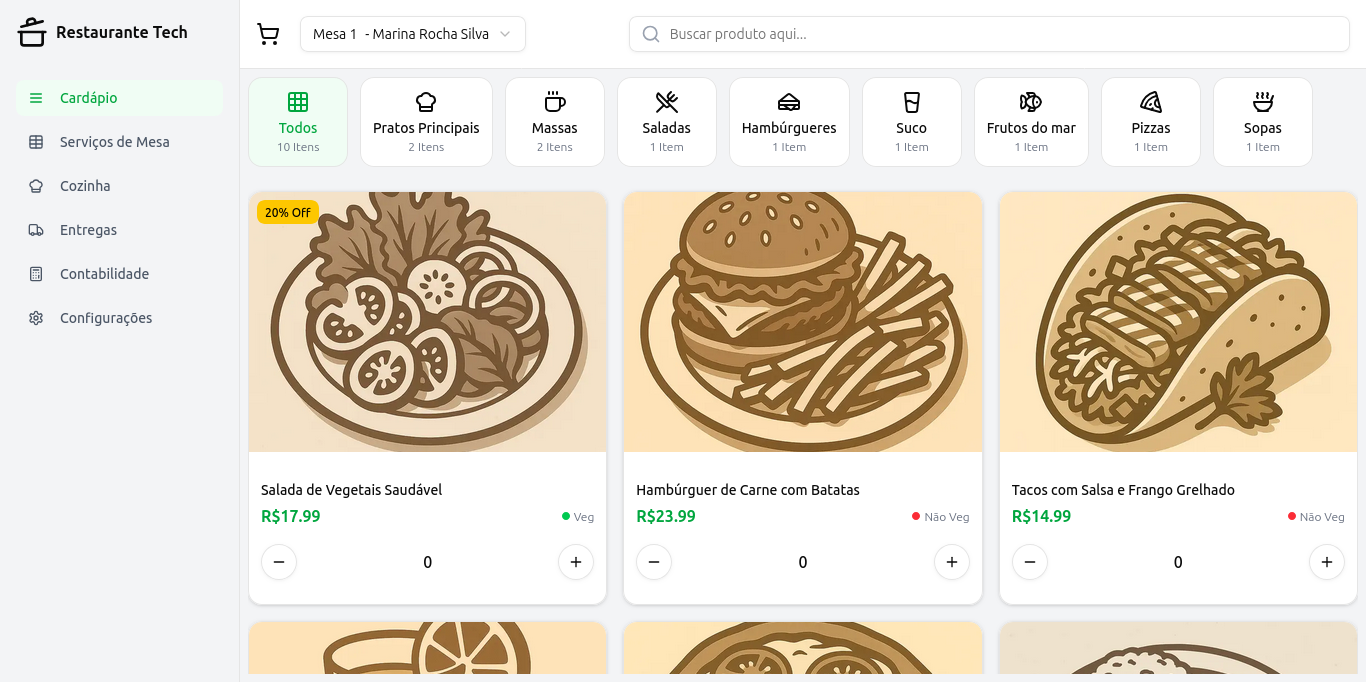 Restaurante Tech
Mesa 1 - Marina Rocha Silva
Buscar produto aqui...
Cardápio
Serviços de Mesa
Cozinha
Entregas
Contabilidade
Configurações
Todos
10 Itens
Pratos Principais
2 Itens
Massas
2 Itens
Saladas
1 Item
Hambúrgueres
1 Item
Suco
1 Item
Frutos do mar
1 Item
Pizzas
1 Item
Sopas
1 Item
20% Off
Salada de Vegetais Saudável
R$17.99
Veg
0
Hambúrguer de Carne com Batatas
R$23.99
Não Veg
0
Tacos com Salsa e Frango Grelhado
R$14.99
Não Veg
0